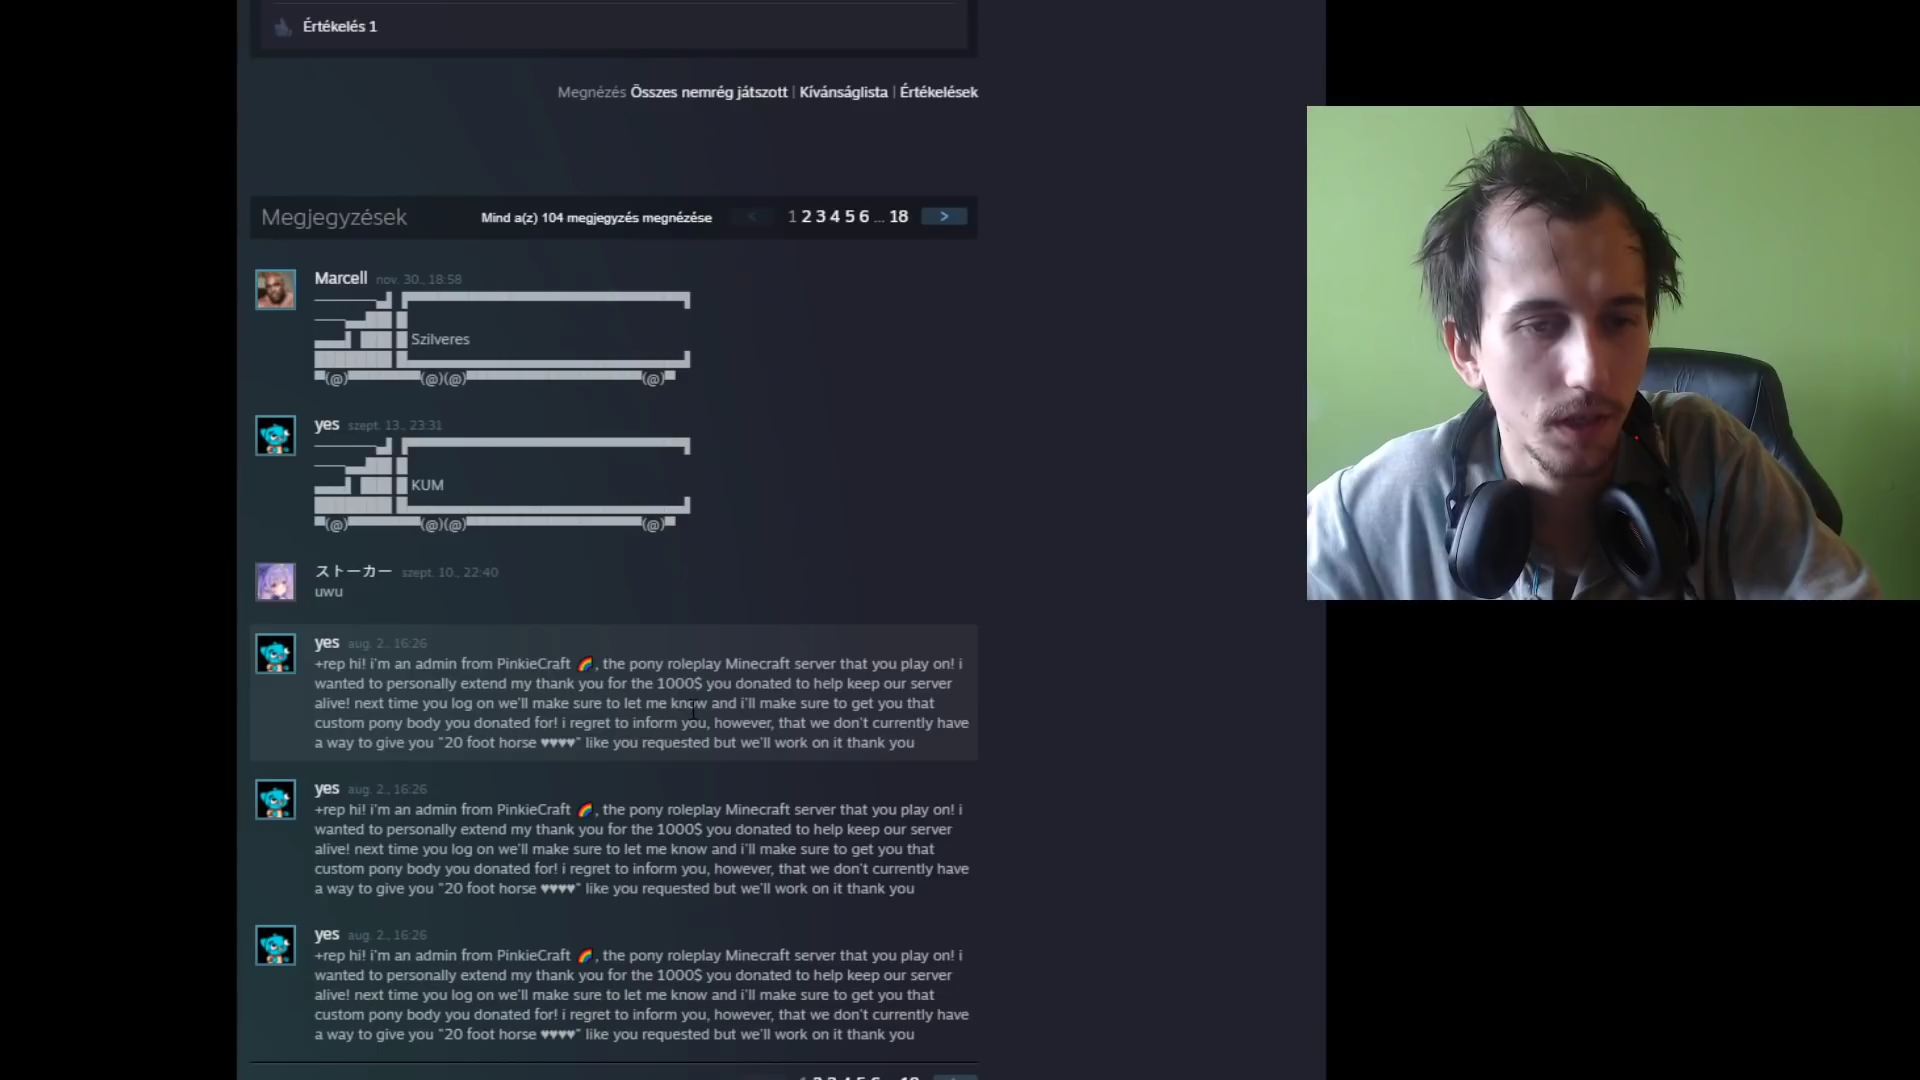 Értékelés 1
Megnézés Összes nemrég játszott | Kívánságlista | Értékelések
Megjegyzések Mind a(z) 104 megjegyzés megnézése < 1 2 3 4 5 6 ... 18 >
Marcell nov. 30., 18:58
Szilveres
(@) (@)(@) (@)
yes szept. 13., 23:31
KUM
(@) (@)(@) (@)
ストーカー szept. 10., 22:40
uwu
yes aug. 2., 16:26
+rep hi! i'm an admin from PinkieCraft 🌈, the pony roleplay Minecraft server that you play on! i
wanted to personally extend my thank you for the 1000$ you donated to help keep our server
alive! next time you log on we'll make sure to let me know and i'll make sure to get you that
custom pony body you donated for! i regret to inform you, however, that we don't currently have
a way to give you "20 foot horse ♥♥♥♥" like you requested but we'll work on it thank you
yes aug. 2., 16:26
+rep hi! i'm an admin from PinkieCraft 🌈, the pony roleplay Minecraft server that you play on! i
wanted to personally extend my thank you for the 1000$ you donated to help keep our server
alive! next time you log on we'll make sure to let me know and i'll make sure to get you that
custom pony body you donated for! i regret to inform you, however, that we don't currently have
a way to give you "20 foot horse ♥♥♥♥" like you requested but we'll work on it thank you
yes aug. 2., 16:26
+rep hi! i'm an admin from PinkieCraft 🌈, the pony roleplay Minecraft server that you play on! i
wanted to personally extend my thank you for the 1000$ you donated to help keep our server
alive! next time you log on we'll make sure to let me know and i'll make sure to get you that
custom pony body you donated for! i regret to inform you, however, that we don't currently have
a way to give you "20 foot horse ♥♥♥♥" like you requested but we'll work on it thank you